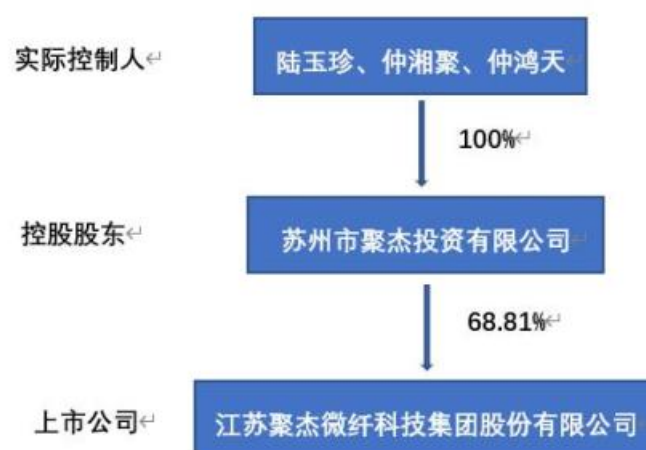 实际控制人
陆玉珍、仲湘聚、仲鸿天
100%
控股股东
苏州市聚杰投资有限公司
68.81%
上市公司
江苏聚杰微纤科技集团股份有限公司